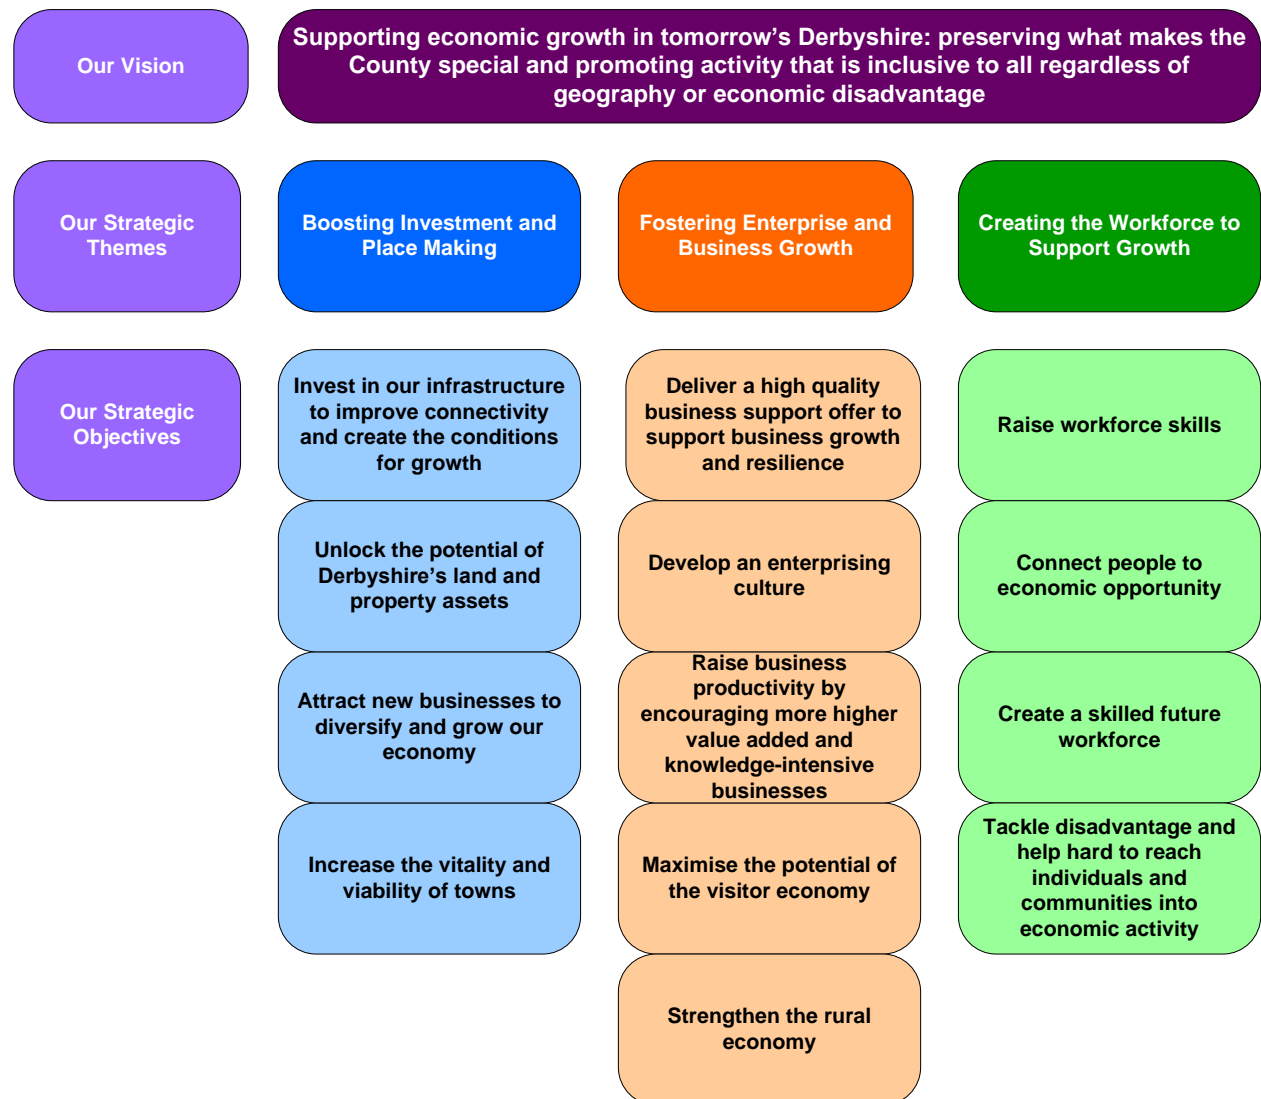 Our Vision
Supporting economic growth in tomorrow’s Derbyshire: preserving what makes the
County special and promoting activity that is inclusive to all regardless of
geography or economic disadvantage
Our Strategic
Themes
Boosting Investment and
Place Making
Fostering Enterprise and
Business Growth
Creating the Workforce to
Support Growth
Our Strategic
Objectives
Invest in our infrastructure
to improve connectivity
and create the conditions
for growth
Unlock the potential of
Derbyshire’s land and
property assets
Attract new businesses to
diversify and grow our
economy
Increase the vitality and
viability of towns
Deliver a high quality
business support offer to
support business growth
and resilience
Develop an enterprising
culture
Raise business
productivity by
encouraging more higher
value added and
knowledge-intensive
businesses
Maximise the potential of
the visitor economy
Strengthen the rural
economy
Raise workforce skills
Connect people to
economic opportunity
Create a skilled future
workforce
Tackle disadvantage and
help hard to reach
individuals and
communities into
economic activity